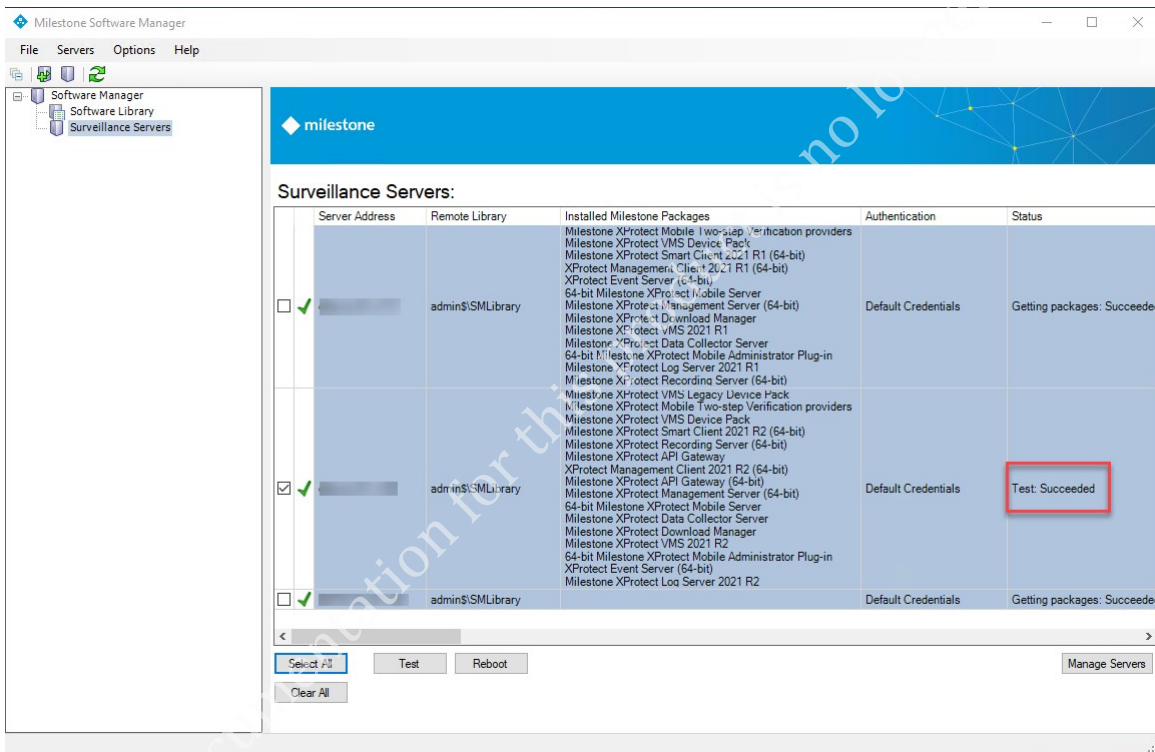 Milestone Software Manager
File Servers Options Help
Software Manager
Software Library
Surveillance Servers
milestone
Surveillance Servers:
Server Address Remote Library Installed Milestone Packages Authentication Status
Milestone XProtect Mobile Two-step Verification providers
Milestone XProtect VMS Device Pack
Milestone XProtect Smart Client 2021 R1 (64-bit)
XProtect Management Client 2021 R1 (64-bit)
XProtect Event Server (64-bit)
64-bit Milestone XProtect Mobile Server
admin$\SMLibrary Milestone XProtect Management Server (64-bit) Default Credentials Getting packages: Succeede
Milestone XProtect Download Manager
Milestone XProtect VMS 2021 R1
Milestone XProtect Data Collector Server
64-bit Milestone XProtect Mobile Administrator Plug-in
Milestone XProtect Log Server 2021 R1
Milestone XProtect Recording Server (64-bit)
Milestone XProtect VMS Legacy Device Pack
Milestone XProtect Mobile Two-step Verification providers
Milestone XProtect VMS Device Pack
Milestone XProtect Smart Client 2021 R2 (64-bit)
Milestone XProtect Recording Server (64-bit)
Milestone XProtect API Gateway
XProtect Management Client 2021 R2 (64-bit)
Milestone XProtect API Gateway (64-bit)
admin$\SMLibrary Milestone XProtect Management Server (64-bit) Default Credentials Test: Succeeded
64-bit Milestone XProtect Mobile Server
Milestone XProtect Data Collector Server
Milestone XProtect Download Manager
Milestone XProtect VMS 2021 R2
64-bit Milestone XProtect Mobile Administrator Plug-in
XProtect Event Server (64-bit)
Milestone XProtect Log Server 2021 R2
admin$\SMLibrary Default Credentials Getting packages: Succeede
Select All Test Reboot Manage Servers
Clear All